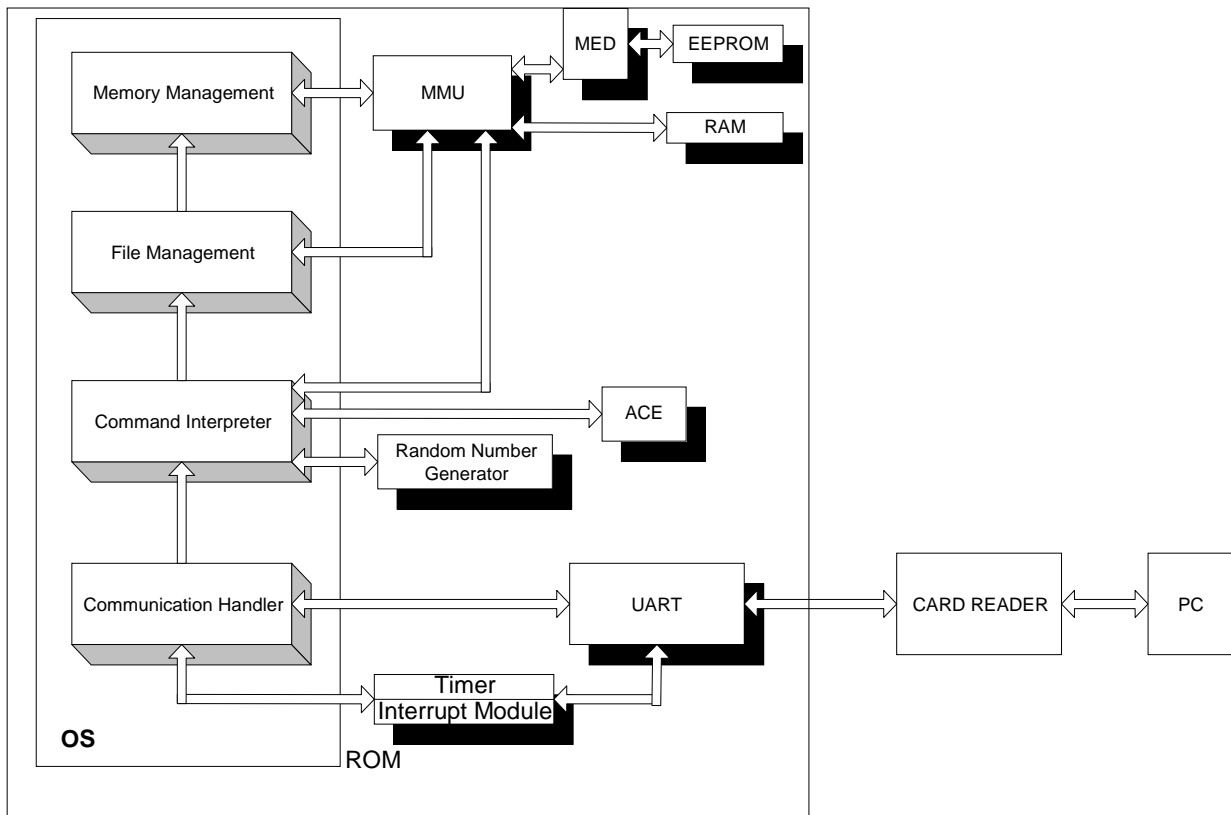 MED
EEPROM
Memory Management
MMU
RAM
File Management
Command Interpreter
ACE
Random Number
Generator
Communication Handler
UART
CARD READER
PC
Timer
Interrupt Module
OS
ROM